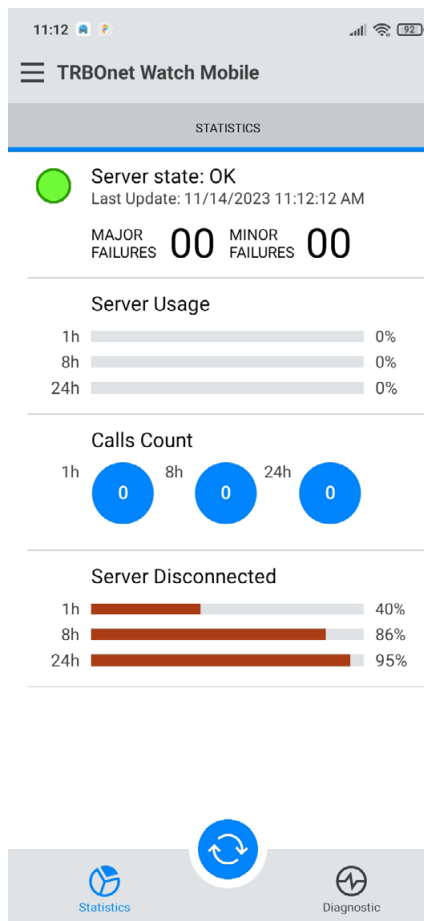 11:12
92
TRBOnet Watch Mobile
STATISTICS
Server state: OK
Last Update: 11/14/2023 11:12:12 AM
MAJOR FAILURES 00 MINOR FAILURES 00
Server Usage
1h 0%
8h 0%
24h 0%
Calls Count
1h 0 8h 0 24h 0
Server Disconnected
1h 40%
8h 86%
24h 95%
Statistics Diagnostic